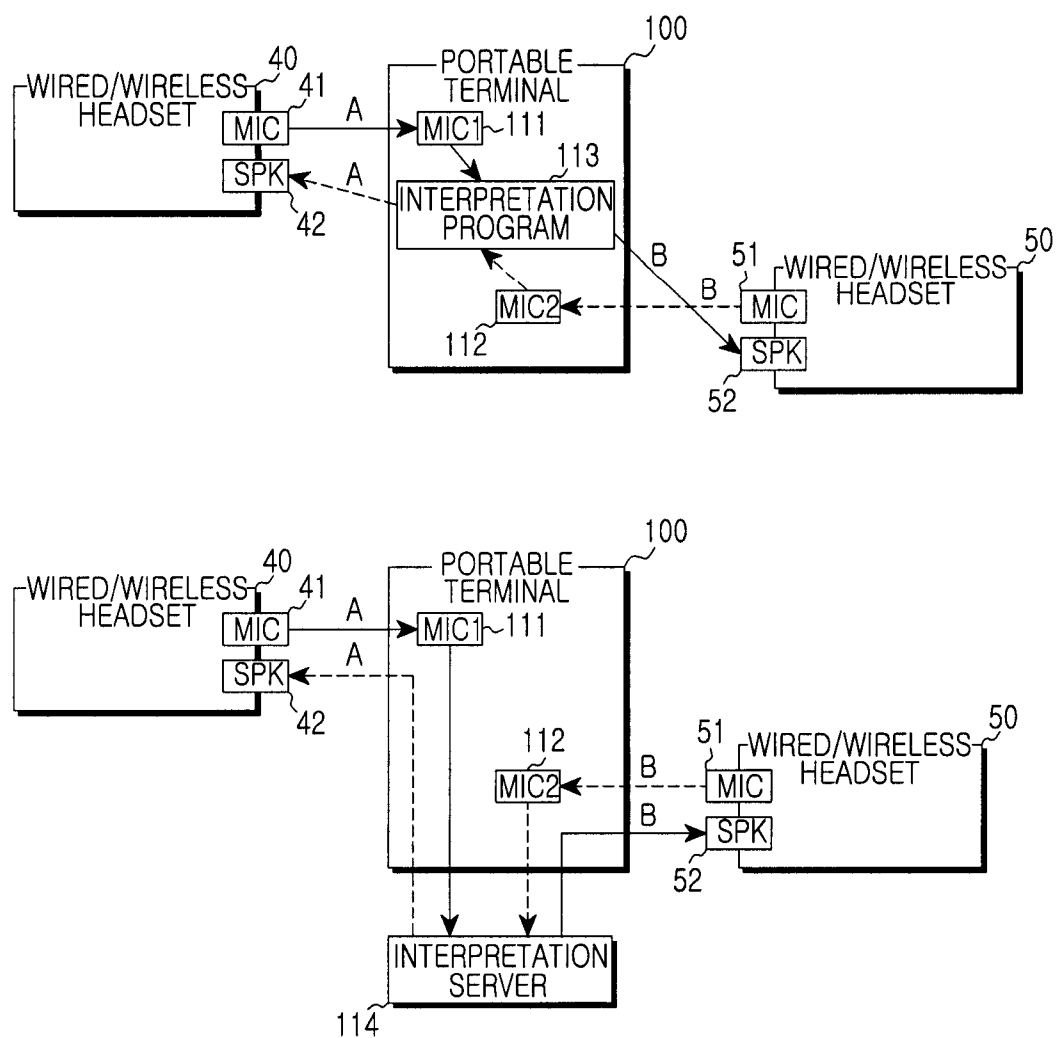 100
PORTABLE
TERMINAL
40
WIRED/WIRELESS
HEADSET
41
MIC
A
MIC1
111
SPK
42
A
113
INTERPRETATION
PROGRAM
B
MIC2
112
B
51
50
WIRED/WIRELESS
HEADSET
MIC
SPK
52
100
PORTABLE
TERMINAL
40
WIRED/WIRELESS
HEADSET
41
MIC
A
MIC1
111
SPK
42
A
112
MIC2
B
B
51
50
WIRED/WIRELESS
HEADSET
MIC
SPK
52
INTERPRETATION
SERVER
114